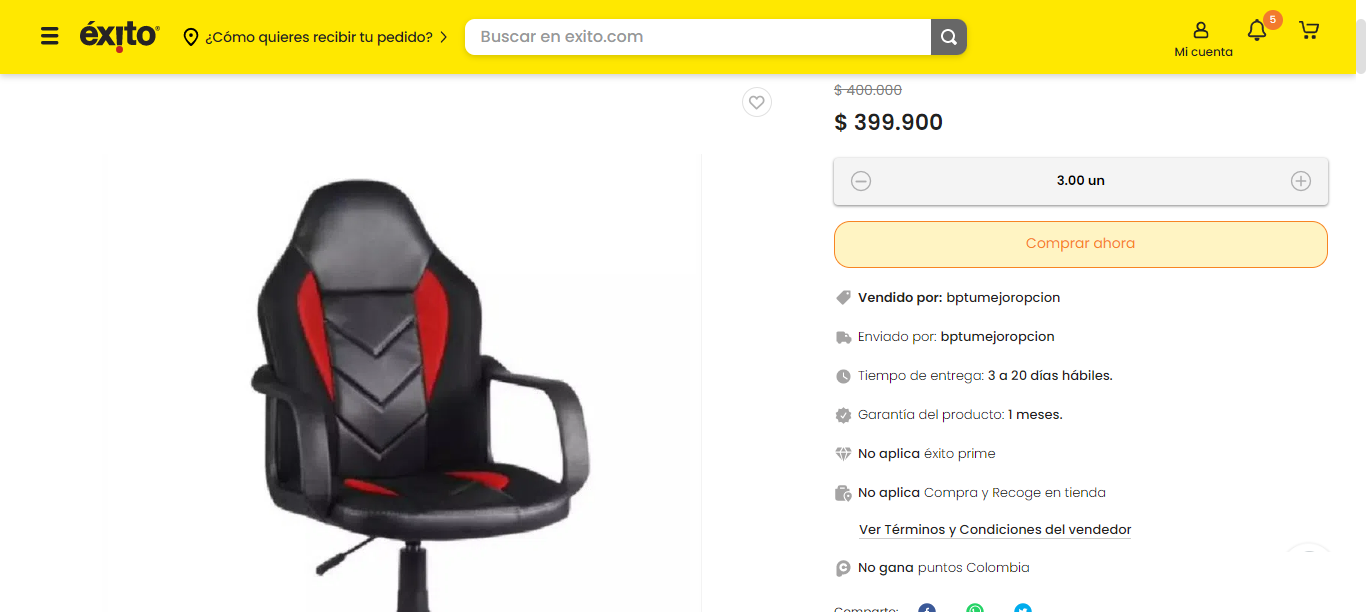 éxito
¿Cómo quieres recibir tu pedido?
Buscar en exito.com
Mi cuenta
5
$ 400.000
$ 399.900
3.00 un
Comprar ahora
Vendido por: bptumejoropcion
Enviado por: bptumejoropcion
Tiempo de entrega: 3 a 20 días hábiles.
Garantía del producto: 1 meses.
No aplica éxito prime
No aplica Compra y Recoge en tienda
Ver Términos y Condiciones del vendedor
No gana puntos Colombia
Comparte: